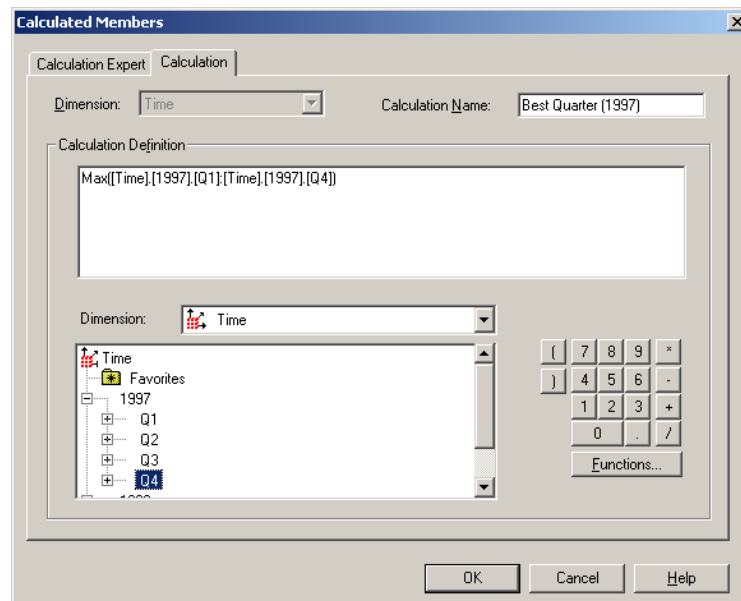 Calculated Members
Calculation Expert Calculation
Dimension: Time Calculation Name: Best Quarter (1997)
Calculation Definition
Max([Time].[1997].[Q1]:[Time].[1997].[Q4])
Dimension: Time
Time
Favorites
1997
Q1
Q2
Q3
Q4
( 7 8 9 *
) 4 5 6 -
1 2 3 +
0 . /
Functions...
OK Cancel Help